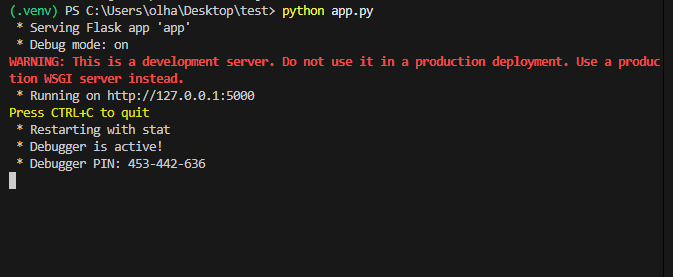 (.venv) PS C:\Users\olha\Desktop\test> python app.py
 * Serving Flask app 'app'
 * Debug mode: on
WARNING: This is a development server. Do not use it in a production deployment. Use a produc
tion WSGI server instead.
 * Running on http://127.0.0.1:5000
Press CTRL+C to quit
 * Restarting with stat
 * Debugger is active!
 * Debugger PIN: 453-442-636